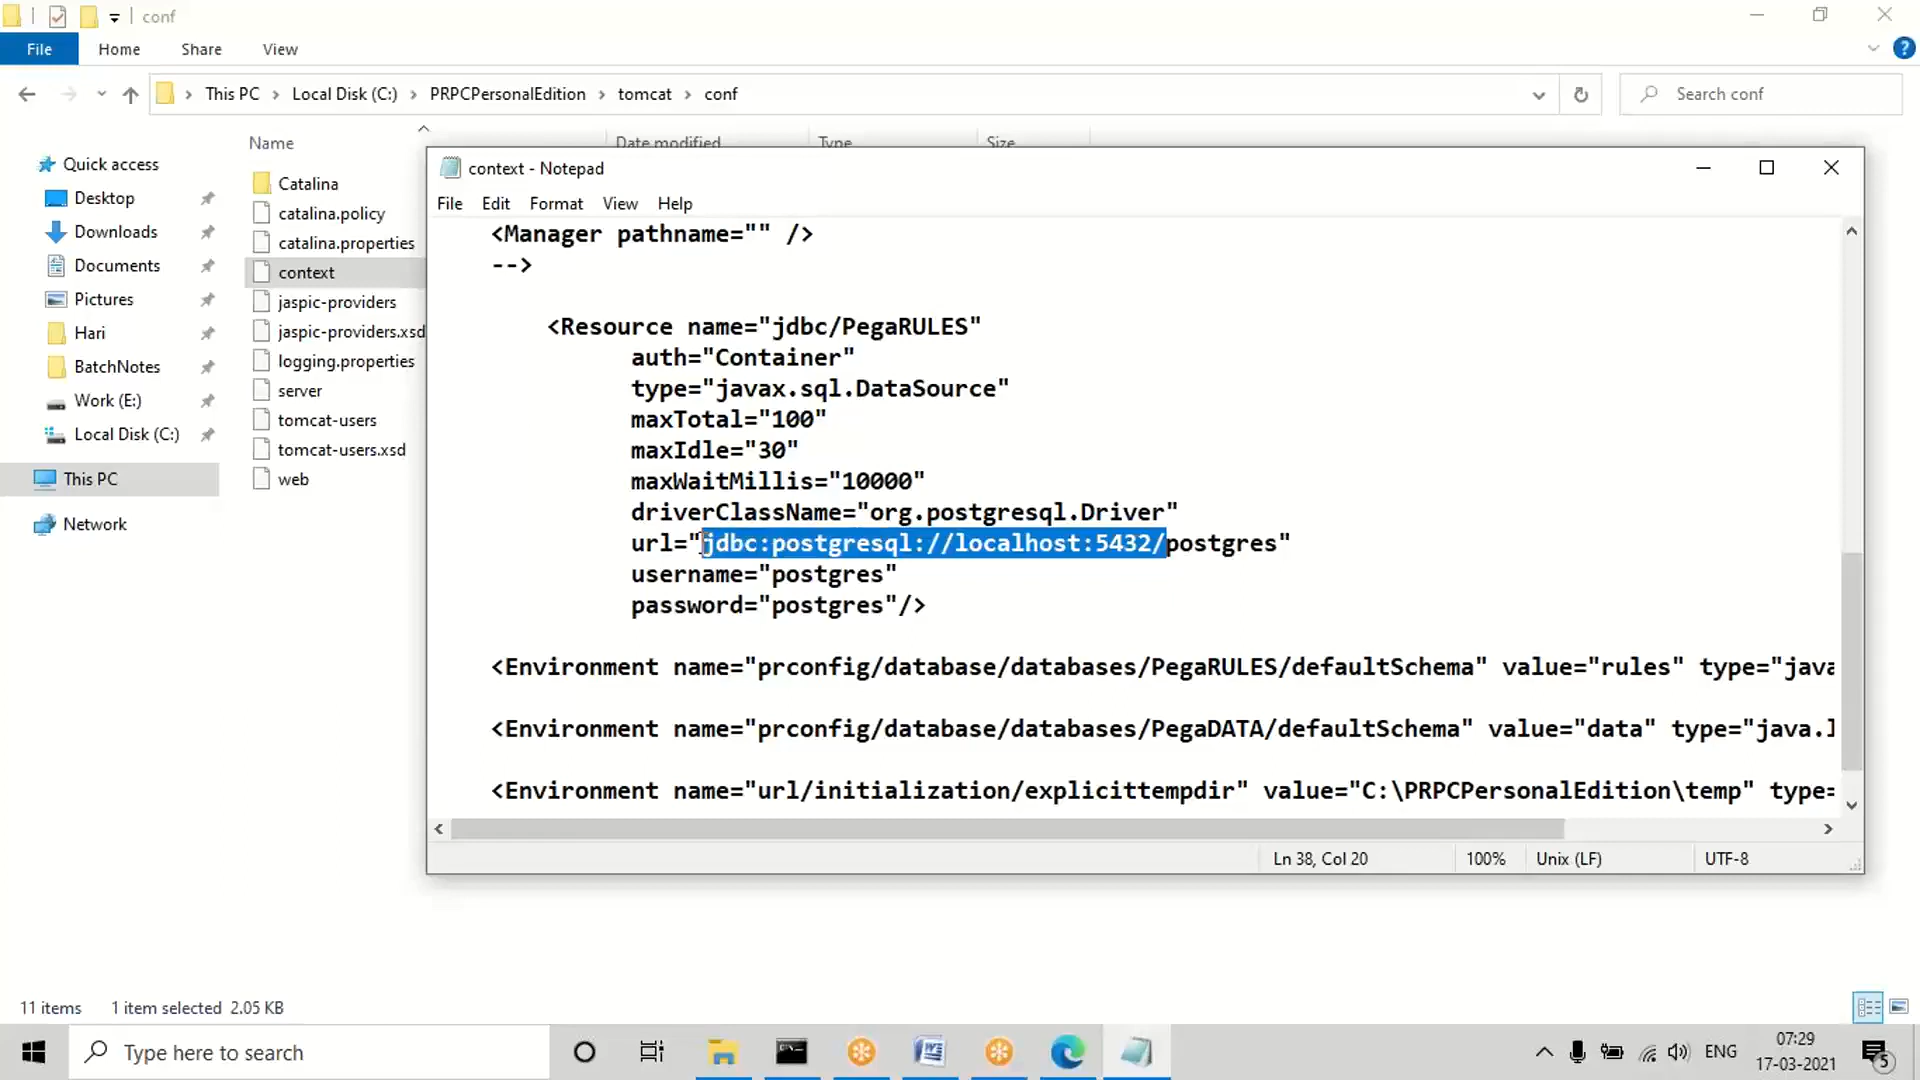 conf
File Home Share View
This PC Local Disk (C:) PRPCPersonalEdition tomcat conf
Search conf
Name Date modified Type Size
Quick access
Desktop
Downloads
Documents
Pictures
Hari
BatchNotes
Work (E:)
Local Disk (C:)
This PC
Network
Catalina
catalina.policy
catalina.properties
context
jaspic-providers
jaspic-providers.xsd
logging.properties
server
tomcat-users
tomcat-users.xsd
web
context - Notepad
File Edit Format View Help
<Manager pathname="" />
-->
<Resource name="jdbc/PegaRULES"
auth="Container"
type="javax.sql.DataSource"
maxTotal="100"
maxIdle="30"
maxWaitMillis="10000"
driverClassName="org.postgresql.Driver"
url="jdbc:postgresql://localhost:5432/postgres"
username="postgres"
password="postgres"/>
<Environment name="prconfig/database/databases/PegaRULES/defaultSchema" value="rules" type="java
<Environment name="prconfig/database/databases/PegaDATA/defaultSchema" value="data" type="java.l
<Environment name="url/initialization/explicittempdir" value="C:\PRPCPersonalEdition\temp" type=
Ln 38, Col 20 100% Unix (LF) UTF-8
11 items 1 item selected 2.05 KB
Type here to search
ENG
07:29
17-03-2021
5